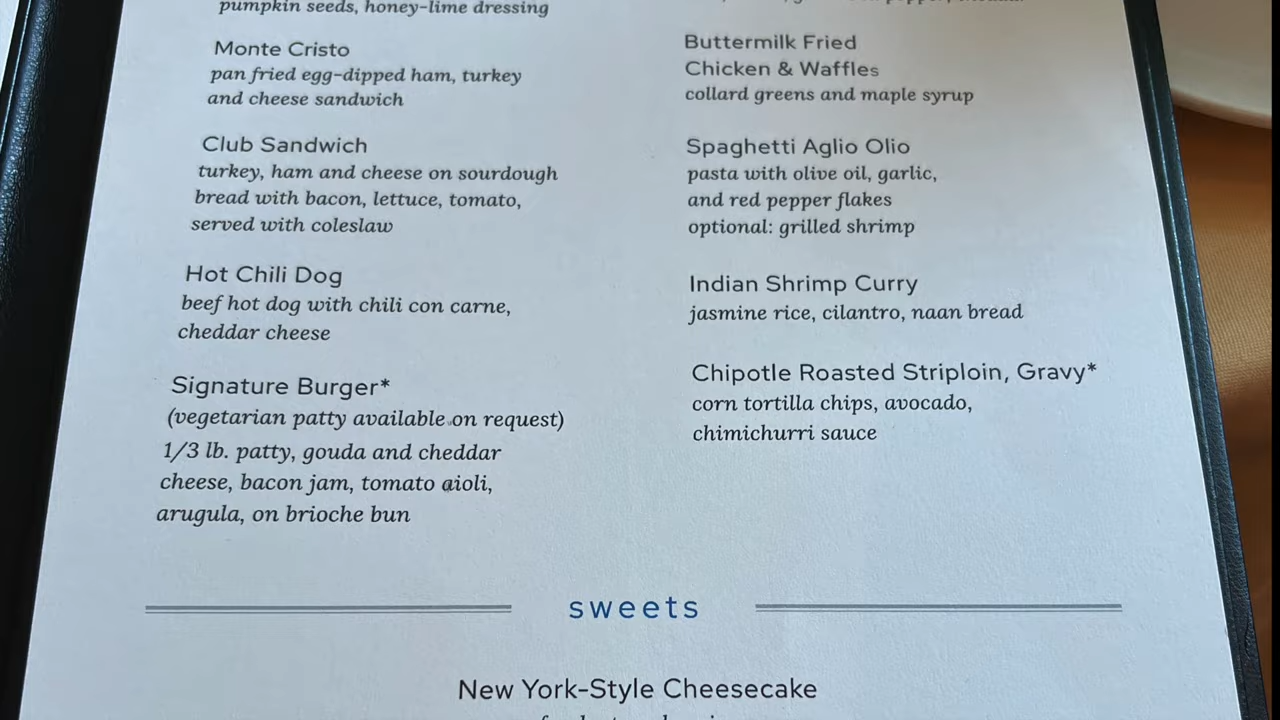 pumpkin seeds, honey-lime dressing
Monte Cristo
pan fried egg-dipped ham, turkey
and cheese sandwich
Club Sandwich
turkey, ham and cheese on sourdough
bread with bacon, lettuce, tomato,
served with coleslaw
Hot Chili Dog
beef hot dog with chili con carne,
cheddar cheese
Signature Burger*
(vegetarian patty available on request)
1/3 lb. patty, gouda and cheddar
cheese, bacon jam, tomato aioli,
arugula, on brioche bun
Buttermilk Fried
Chicken & Waffles
collard greens and maple syrup
Spaghetti Aglio Olio
pasta with olive oil, garlic,
and red pepper flakes
optional: grilled shrimp
Indian Shrimp Curry
jasmine rice, cilantro, naan bread
Chipotle Roasted Striploin, Gravy*
corn tortilla chips, avocado,
chimichurri sauce
sweets
New York-Style Cheesecake